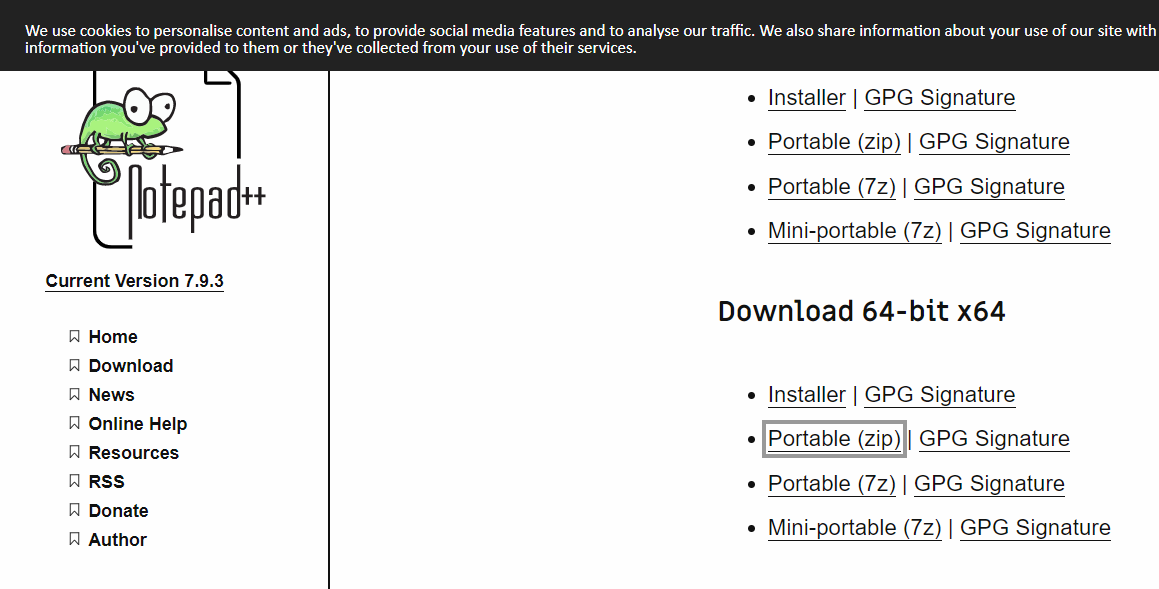 We use cookies to personalise content and ads, to provide social media features and to analyse our traffic. We also share information about your use of our site with
information you've provided to them or they've collected from your use of their services.
Notepad++
Current Version 7.9.3
Home
Download
News
Online Help
Resources
RSS
Donate
Author
Installer | GPG Signature
Portable (zip) | GPG Signature
Portable (7z) | GPG Signature
Mini-portable (7z) | GPG Signature
Download 64-bit x64
Installer | GPG Signature
Portable (zip) | GPG Signature
Portable (7z) | GPG Signature
Mini-portable (7z) | GPG Signature